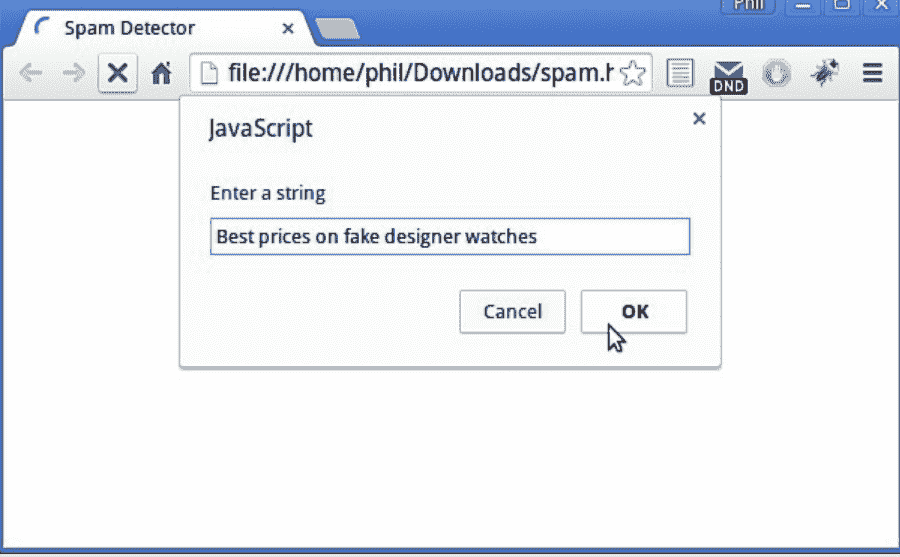 Phil
Spam Detector
file:///home/phil/Downloads/spam.h
DND
JavaScript
Enter a string
Best prices on fake designer watches
Cancel
OK